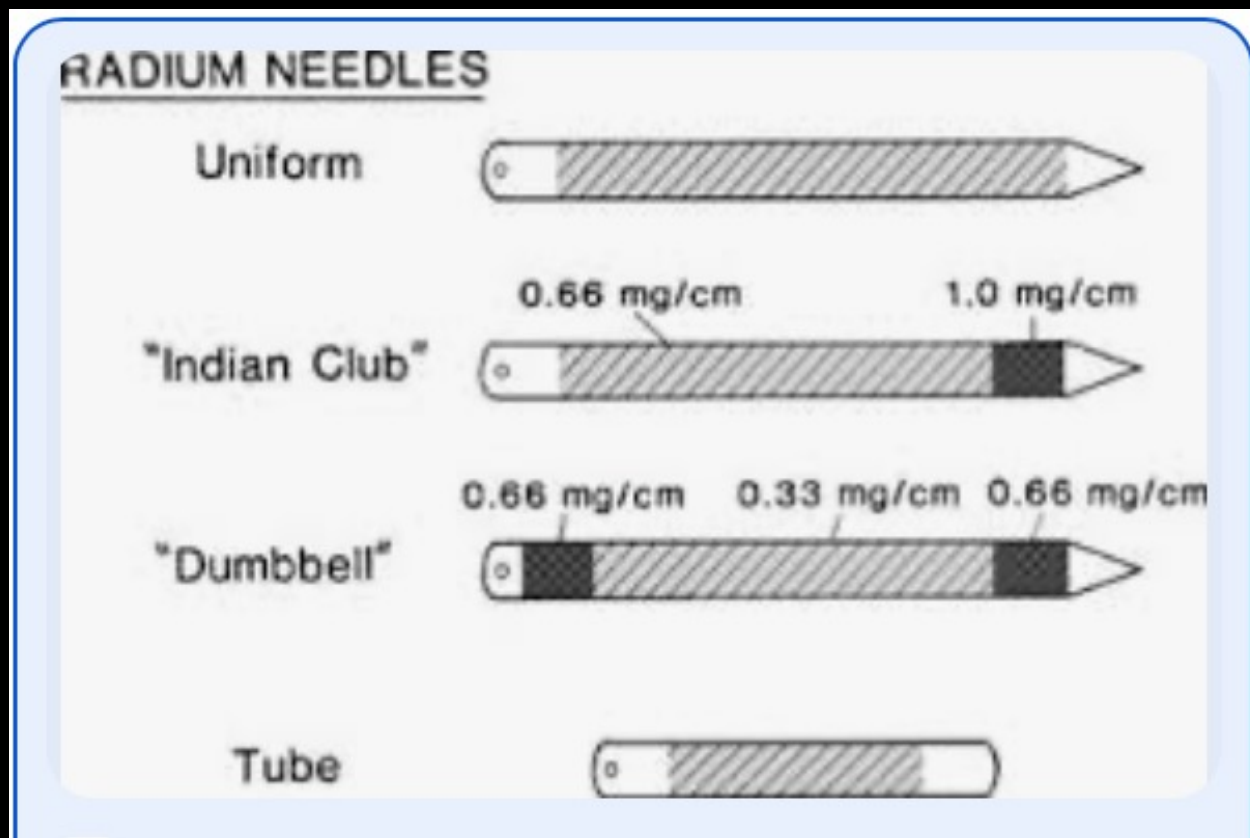 RADIUM NEEDLES
Uniform
0.66 mg/cm 1.0 mg/cm
"Indian Club"
0.66 mg/cm 0.33 mg/cm 0.66 mg/cm
"Dumbbell"
Tube